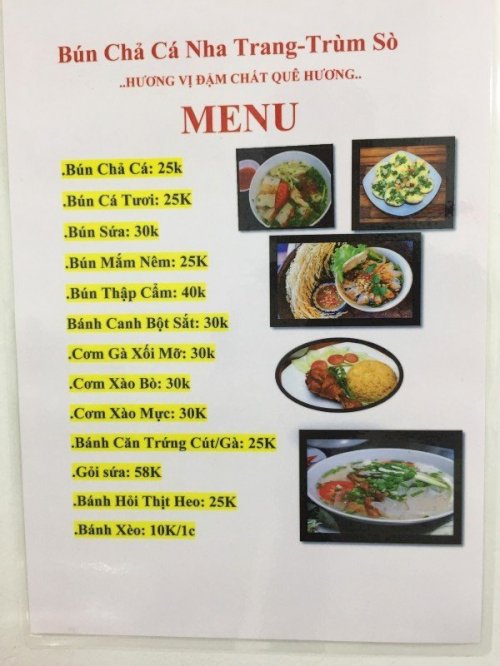 Bún Chả Cá Nha Trang-Trùm Sò
..HƯƠNG VỊ ĐẬM CHÁT QUÊ HƯƠNG..
MENU
.Bún Chả Cá: 25k
.Bún Cá Tươi: 25K
.Bún Sứa: 30k
.Bún Mắm Nêm: 25K
.Bún Thập Cẩm: 40k
Bánh Canh Bột Sắt: 30k
.Cơm Gà Xối Mỡ: 30k
.Cơm Xào Bò: 30k
.Cơm Xào Mực: 30K
.Bánh Căn Trứng Cút/Gà: 25K
.Gỏi sứa: 58K
.Bánh Hỏi Thịt Heo: 25K
.Bánh Xèo: 10K/1c